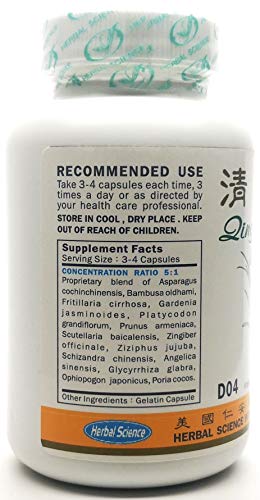 HERBAL SCIENCE
RECOMMENDED USE
Take 3-4 capsules each time, 3
times a day or as directed by
your health care professional.
STORE IN COOL , DRY PLACE . KEEP
OUT OF REACH OF CHILDREN.
Supplement Facts
Serving Size : 3-4 Capsules
CONCENTRATION RATIO 5:1
Proprietary blend of Asparagus
cochinchinensis, Bambusa oldhami,
Fritillaria cirrhosa, Gardenia
jasminoides, Platycodon
grandiflorum, Prunus armeniaca,
Scutellaria baicalensis, Zingiber
officinale, Ziziphus jujuba,
Schizandra chinensis, Angelica
sinensis, Glycyrrhiza glabra,
Ophiopogon japonicus, Poria cocos.
Other Ingredients : Gelatin Capsule
Herbal Science
清
Qin
D04
美國仁安
HERBAL SCIENCE